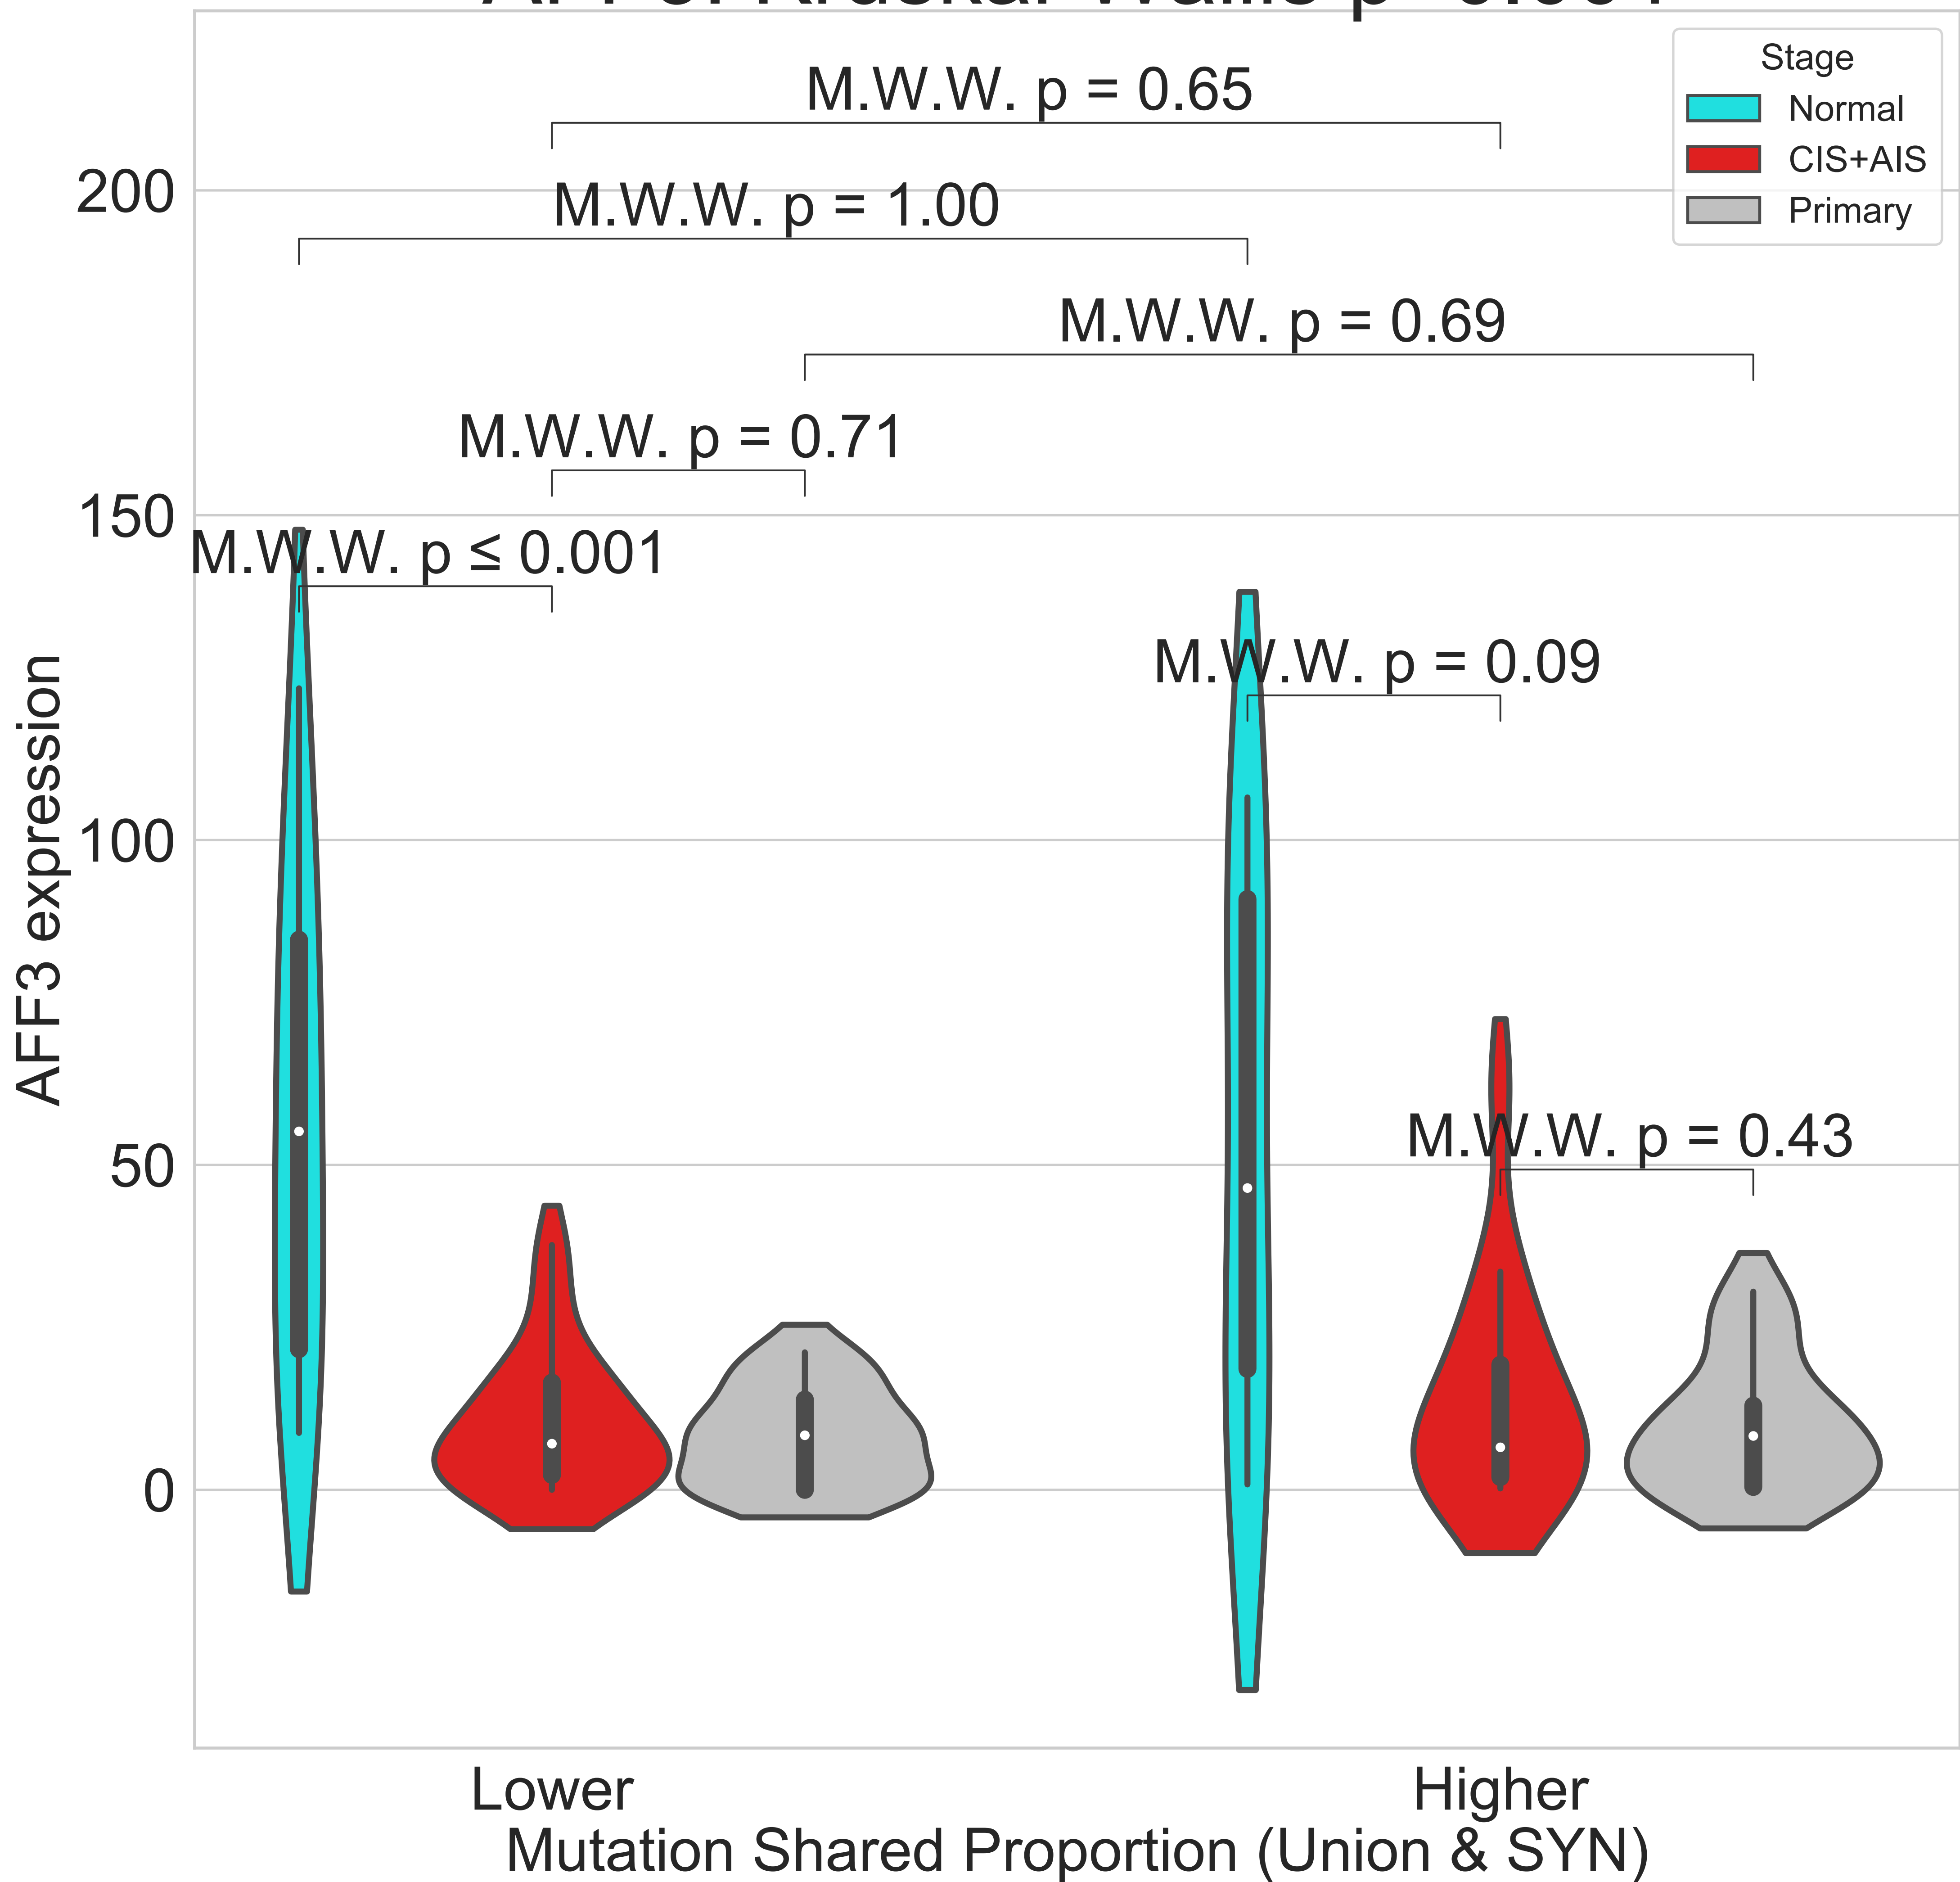 Stage
Normal
CIS+AIS
Primary
M.W.W. p = 0.65
M.W.W. p = 1.00
M.W.W. p = 0.69
M.W.W. p = 0.71
M.W.W. p ≤ 0.001
M.W.W. p = 0.09
M.W.W. p = 0.43
200
150
100
50
0
AFF3 expression
Lower
Higher
Mutation Shared Proportion (Union & SYN)